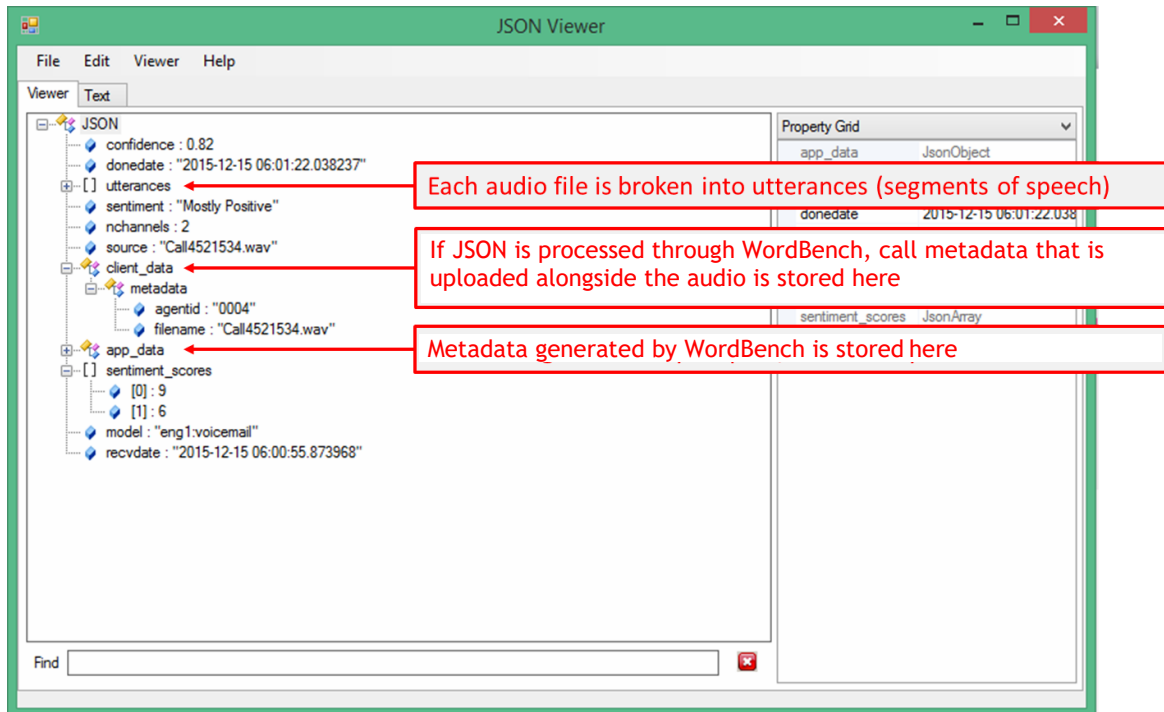 JSON Viewer
File Edit Viewer Help
Viewer Text
JSON
confidence : 0.82
donedate : "2015-12-15 06:01:22.038237"
utterances
sentiment : "Mostly Positive"
nchannels : 2
source : "Call4521534.wav"
client_data
metadata
agentid : "0004"
filename : "Call4521534.wav"
app_data
sentiment_scores
[0] : 9
[1] : 6
model : "eng1:voicemail"
recvdate : "2015-12-15 06:00:55.873968"
Find
Property Grid
app_data JsonObject
Each audio file is broken into utterances (segments of speech)
donedate 2015-12-15 06:01:22.038
If JSON is processed through WordBench, call metadata that is
uploaded alongside the audio is stored here
sentiment_scores JsonArray
Metadata generated by WordBench is stored here